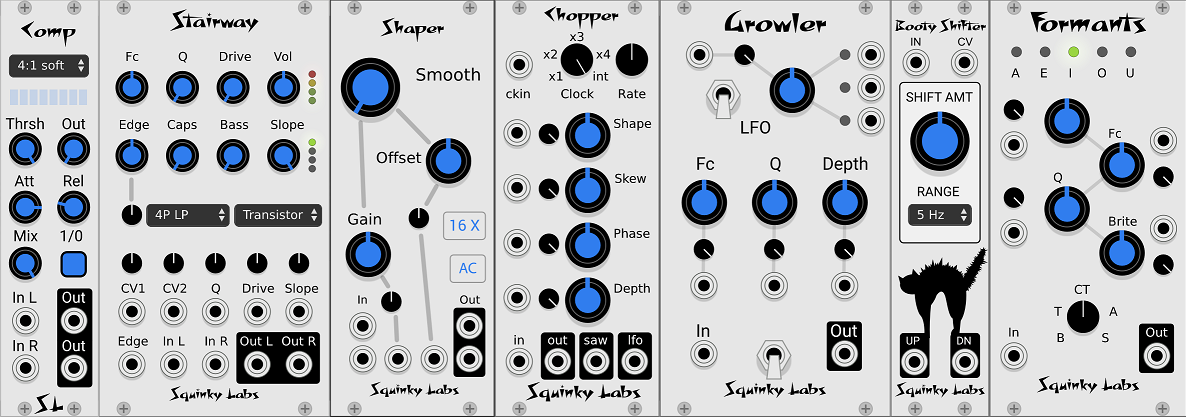 Comp
4:1 soft
Thrsh Out
Att Rel
Mix 1/0
In L Out
In R Out
SL
Stairway
Fc Q Drive Vol
Edge Caps Bass Slope
4P LP Transistor
CV1 CV2 Q Drive Slope
Edge In L In R Out L Out R
Squinky Labs
Shaper
Smooth
Offset
Gain
16 X
AC
In Out
Squinky Labs
Chopper
x3
x2 x4
x1 int
ckin Clock Rate
Shape
Skew
Phase
Depth
in out saw lfo
Squinky Labs
Growler
LFO
Fc Q Depth
In Out
Squinky Labs
Booty Shifter
IN CV
SHIFT AMT
RANGE
5 Hz
UP DN
Squinky Labs
Formants
A E I O U
Fc
Q
Brite
CT
T A
B S
In Out
Squinky Labs